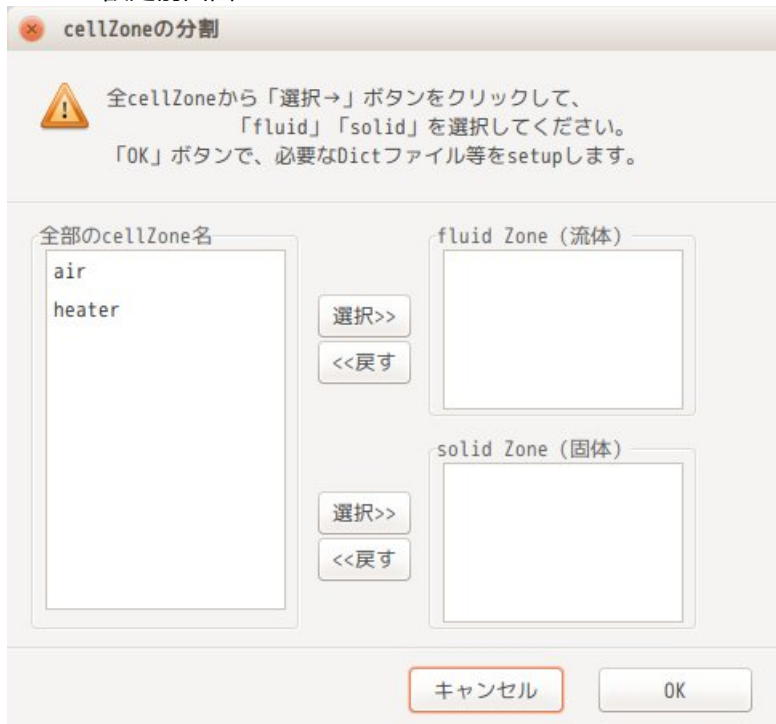 cellZoneの分割
全cellZoneから「選択→」ボタンをクリックして、
「fluid」「solid」を選択してください。
「OK」ボタンで、必要なDictファイル等をsetupします。
全部のcellZone名
air
heater
選択>>
<<戻す
fluid Zone (流体)
選択>>
<<戻す
solid Zone (固体)
キャンセル
OK